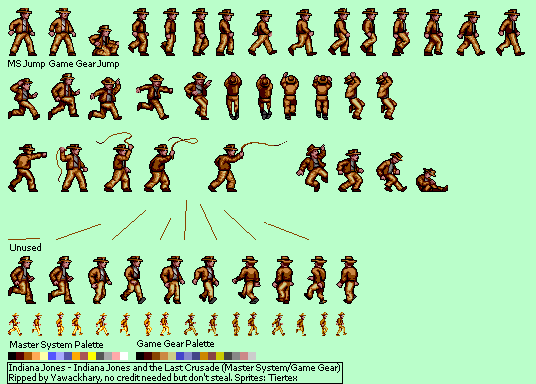 MS Jump Game Gear Jump
Unused
Master System Palette
Game Gear Palette
Indiana Jones - Indiana Jones and the Last Crusade (Master System/Game Gear)
Ripped by Yawackhary, no credit needed but don't steal. Sprites: Tiertex